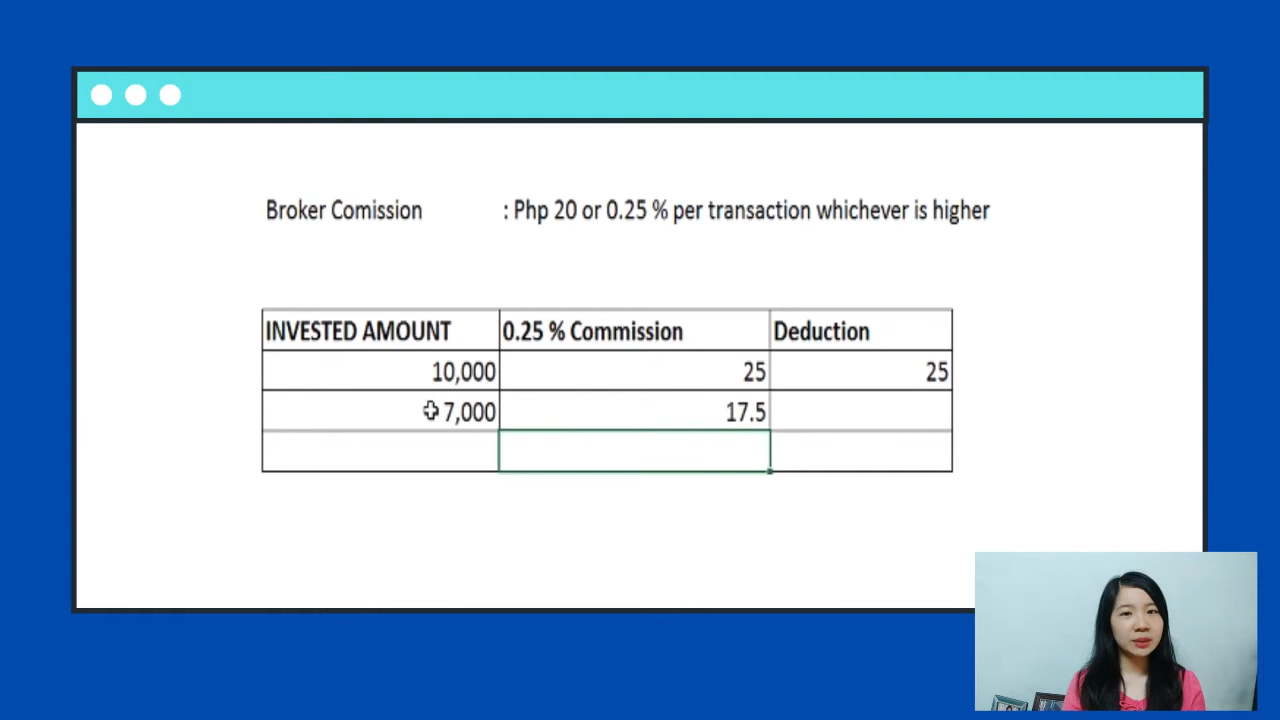 Broker Comission : Php 20 or 0.25 % per transaction whichever is higher
INVESTED AMOUNT 0.25 % Commission Deduction
10,000 25 25
7,000 17.5